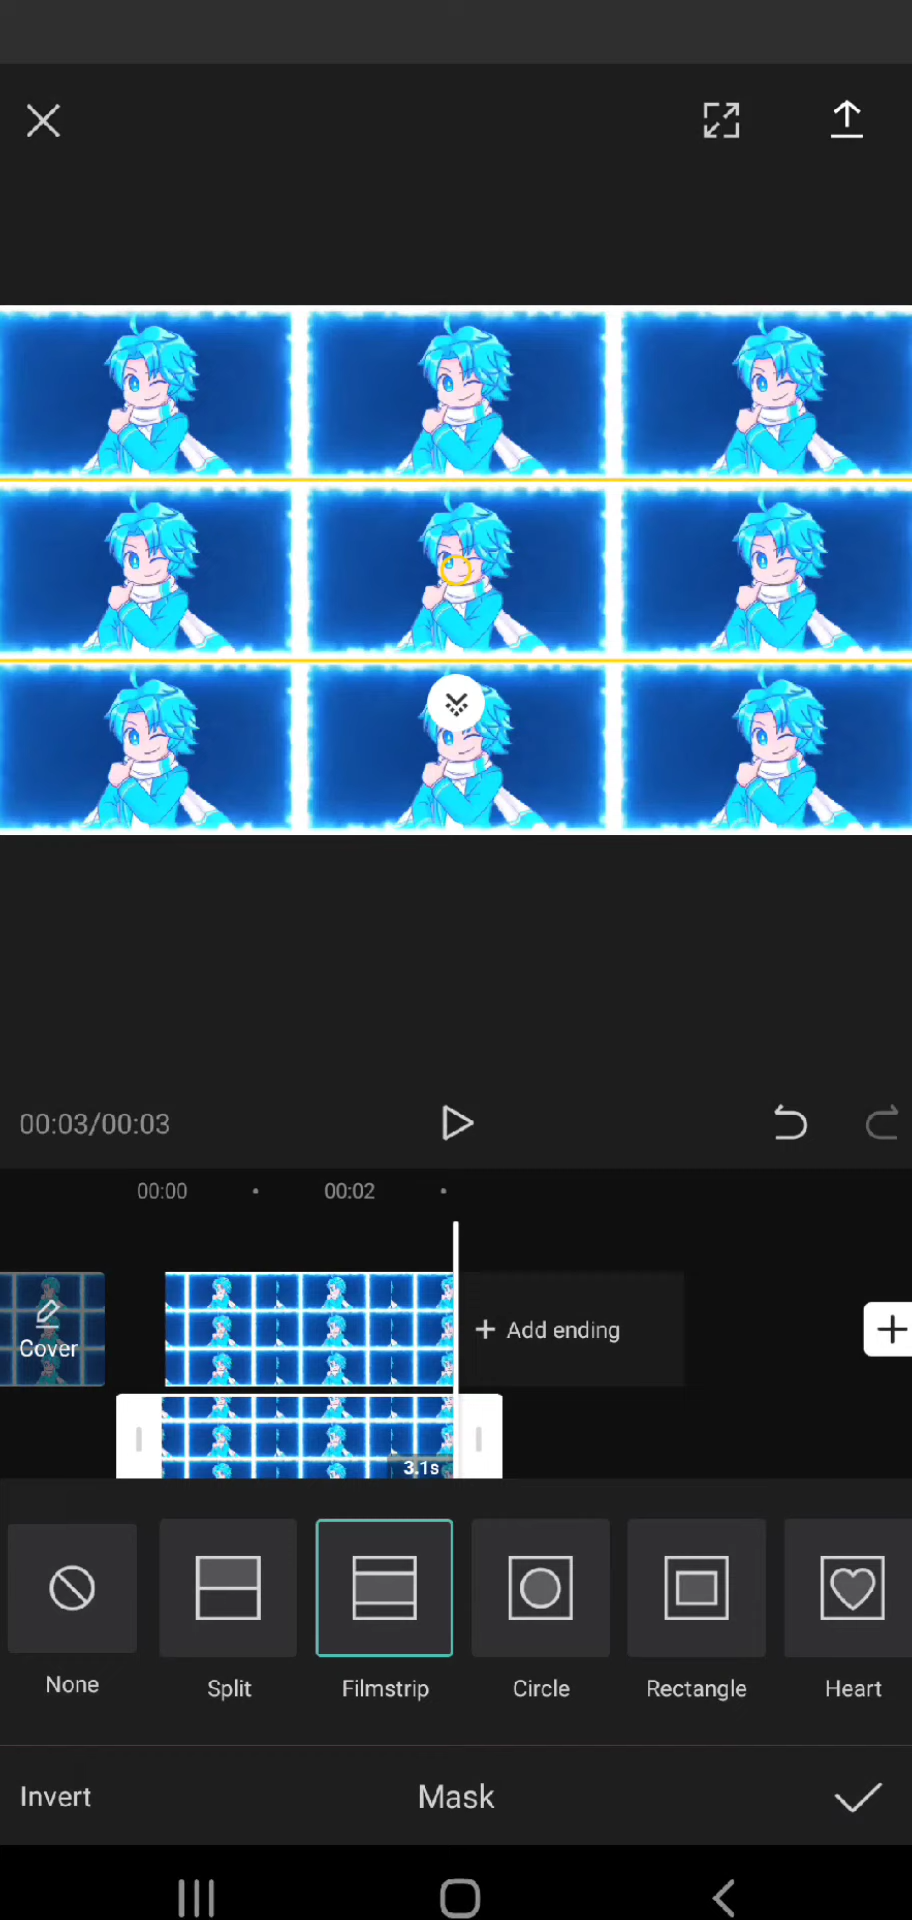 00:03/00:03
00:00
00:02
Cover
+ Add ending
3.1s
None
Split
Filmstrip
Circle
Rectangle
Heart
Invert
Mask